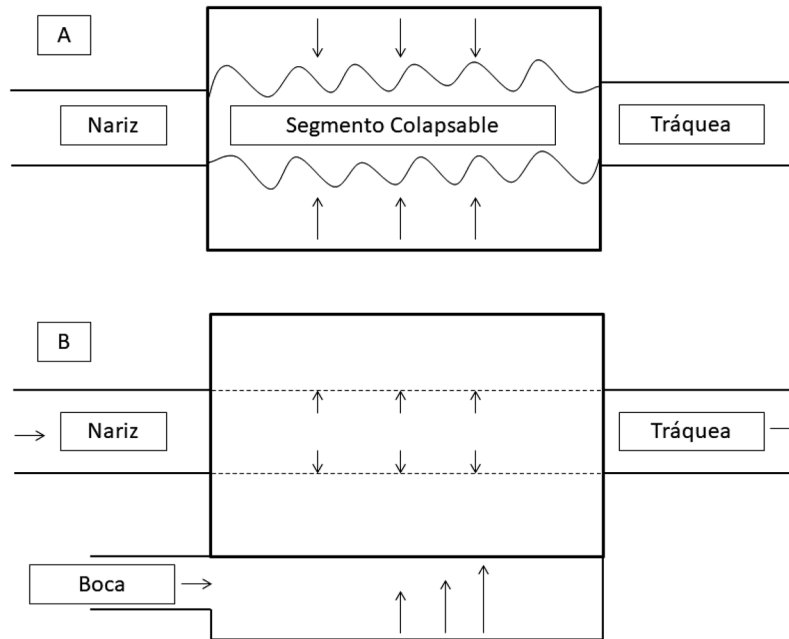 A
Nariz
Segmento Colapsable
Tráquea
B
Nariz
Tráquea
Boca